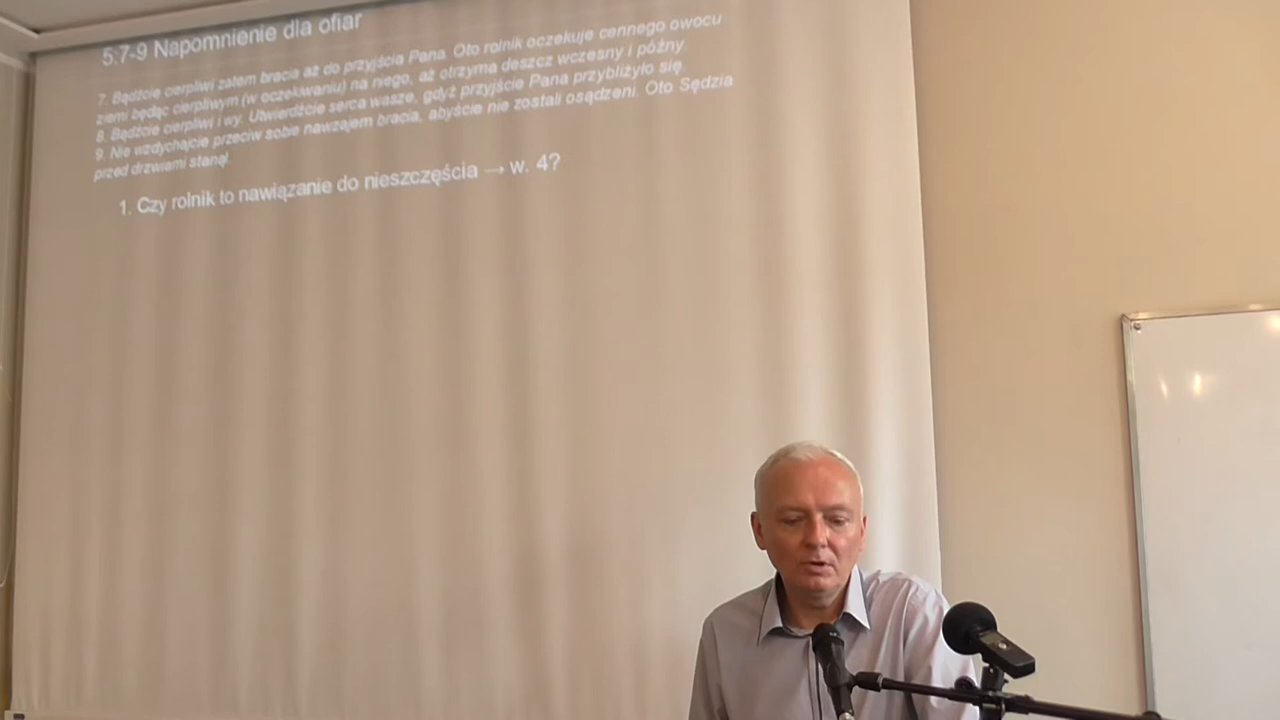 5:7-9 Napomnienie dla ofiar
7. Bądźcie cierpliwi zatem bracia aż do przyjścia Pana. Oto rolnik oczekuje cennego owocu
ziemi będąc cierpliwym (w oczekiwaniu) na niego, aż otrzyma deszcz wczesny i późny.
8. Bądźcie cierpliwi i wy. Utwierdźcie serca wasze, gdyż przyjście Pana przybliżyło się.
9. Nie wzdychajcie przeciw sobie nawzajem bracia, abyście nie zostali osądzeni. Oto Sędzia
przed drzwiami stanął.
1. Czy rolnik to nawiązanie do nieszczęścia → w. 4?